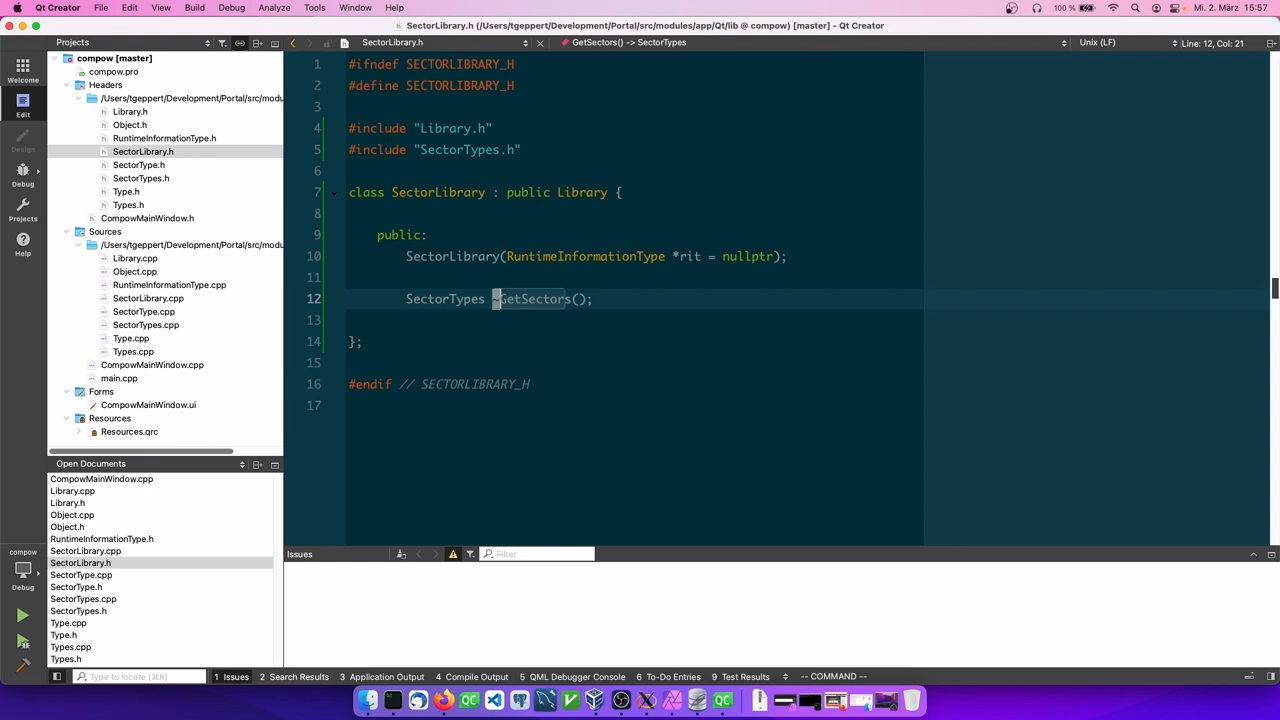 Qt Creator File Edit View Build Debug Analyze Tools Window Help 100 % Mi. 2. März 15:57
SectorLibrary.h (/Users/tgeppert/Development/Portal/src/modules/app/Qt/lib @ compow) [master] - Qt Creator
Projects SectorLibrary.h GetSectors() -> SectorTypes Unix (LF) Line: 12, Col: 21
Welcome
Edit
Design
Debug
Projects
Help
compow
Debug
compow [master]
compow.pro
Headers
/Users/tgeppert/Development/Portal/src/modu
Library.h
Object.h
RuntimeInformationType.h
SectorLibrary.h
SectorType.h
SectorTypes.h
Type.h
Types.h
CompowMainWindow.h
Sources
/Users/tgeppert/Development/Portal/src/modu
Library.cpp
Object.cpp
RuntimeInformationType.cpp
SectorLibrary.cpp
SectorType.cpp
SectorTypes.cpp
Type.cpp
Types.cpp
CompowMainWindow.cpp
main.cpp
Forms
CompowMainWindow.ui
Resources
Resources.qrc
Open Documents
CompowMainWindow.cpp
Library.cpp
Library.h
Object.cpp
Object.h
RuntimeInformationType.h
SectorLibrary.cpp
SectorLibrary.h
SectorType.cpp
SectorType.h
SectorTypes.cpp
SectorTypes.h
Type.cpp
Type.h
Types.cpp
Types.h
1 #ifndef SECTORLIBRARY_H
2 #define SECTORLIBRARY_H
3
4 #include "Library.h"
5 #include "SectorTypes.h"
6
7 class SectorLibrary : public Library {
8
9 public:
10 SectorLibrary(RuntimeInformationType *rit = nullptr);
11
12 SectorTypes GetSectors();
13
14 };
15
16 #endif // SECTORLIBRARY_H
17
Issues Filter
Type to locate (⌘K) 1 Issues 2 Search Results 3 Application Output 4 Compile Output 5 QML Debugger Console 6 To-Do Entries 9 Test Results -- COMMAND --
QC QC